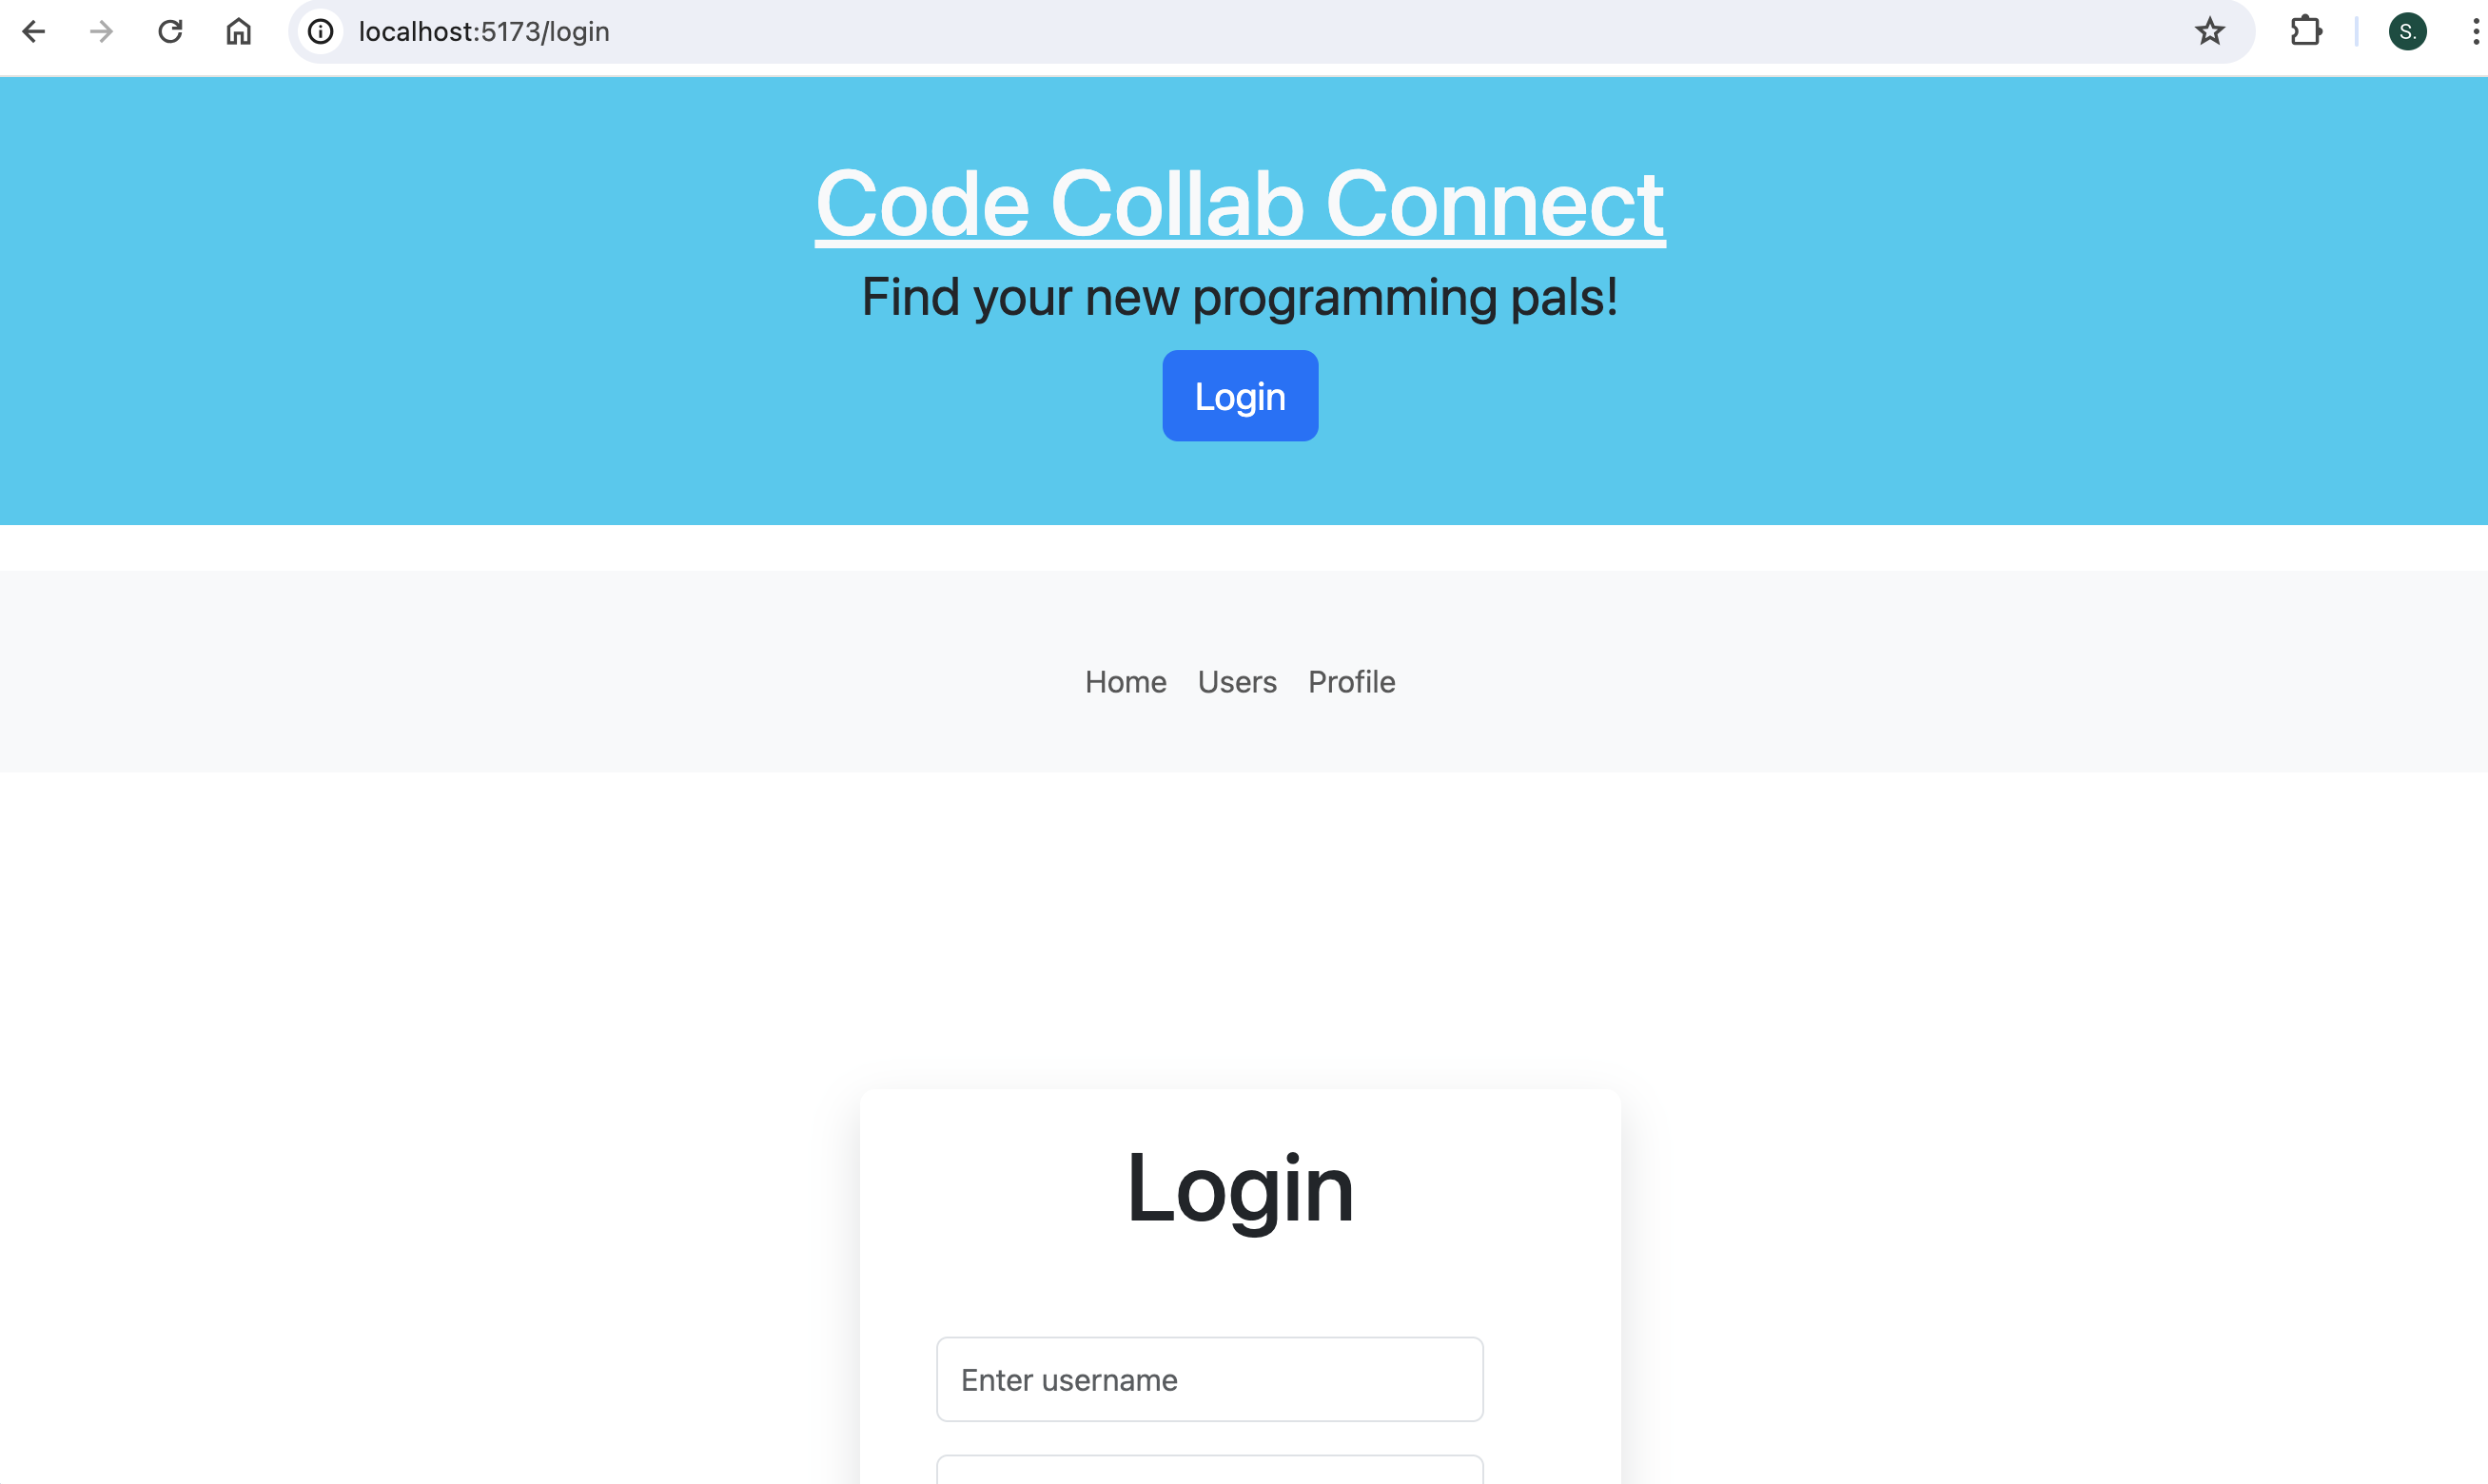 localhost:5173/login
S.
Code Collab Connect
Find your new programming pals!
Login
Home Users Profile
Login
Enter username